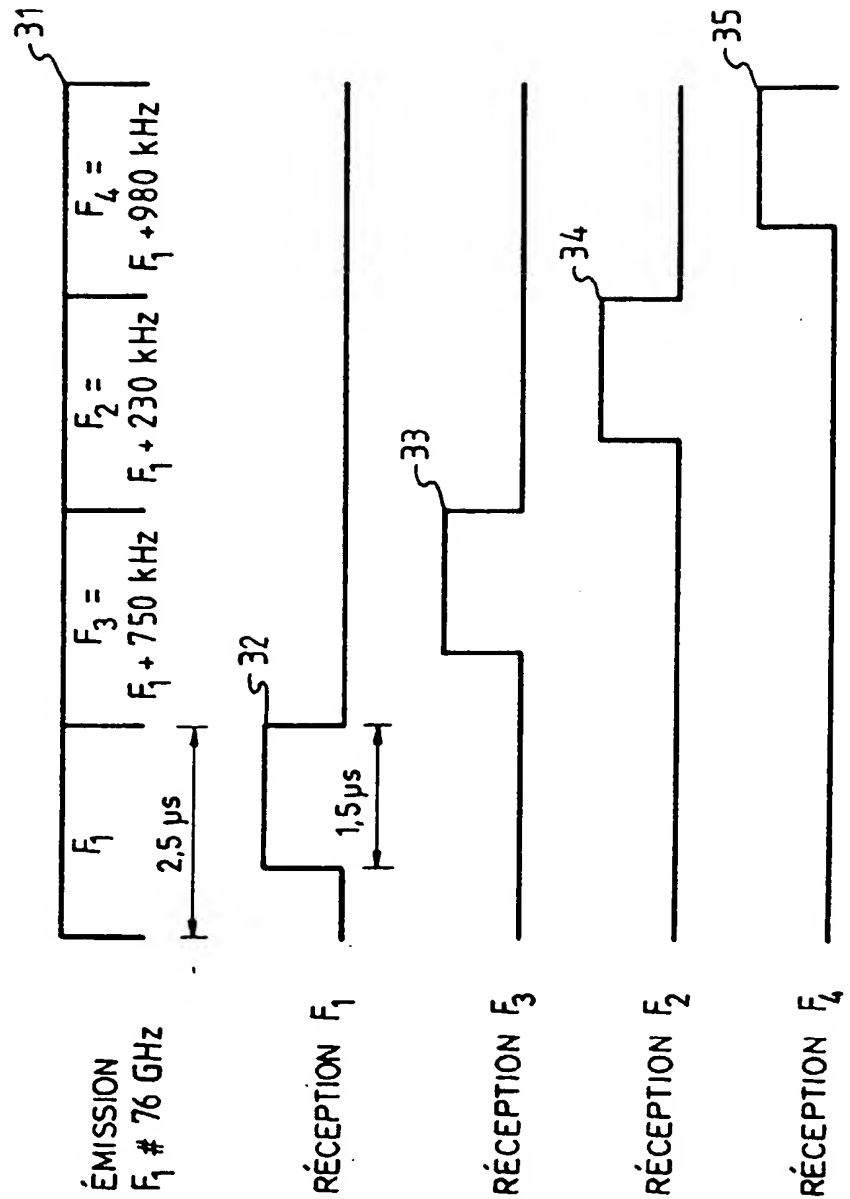 31
ÉMISSION
F₁ # 76 GHz
F₁
F₃ =
F₁ + 750 kHz
F₂ =
F₁ + 230 kHz
F₄ =
F₁ +980 kHz
2,5 µs
RÉCEPTION F₁
32
1,5 µs
RÉCEPTION F₃
33
RÉCEPTION F₂
34
RÉCEPTION F₄
35